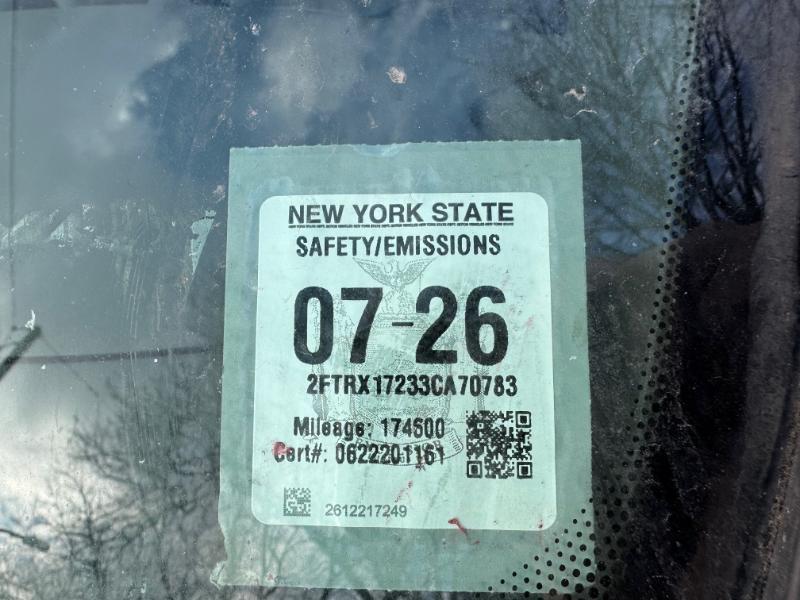 NEW YORK STATE
SAFETY/EMISSIONS
07-26
2FTRX17233CA70783
Mileage: 174600
Cert#: 0622201161
2612217249